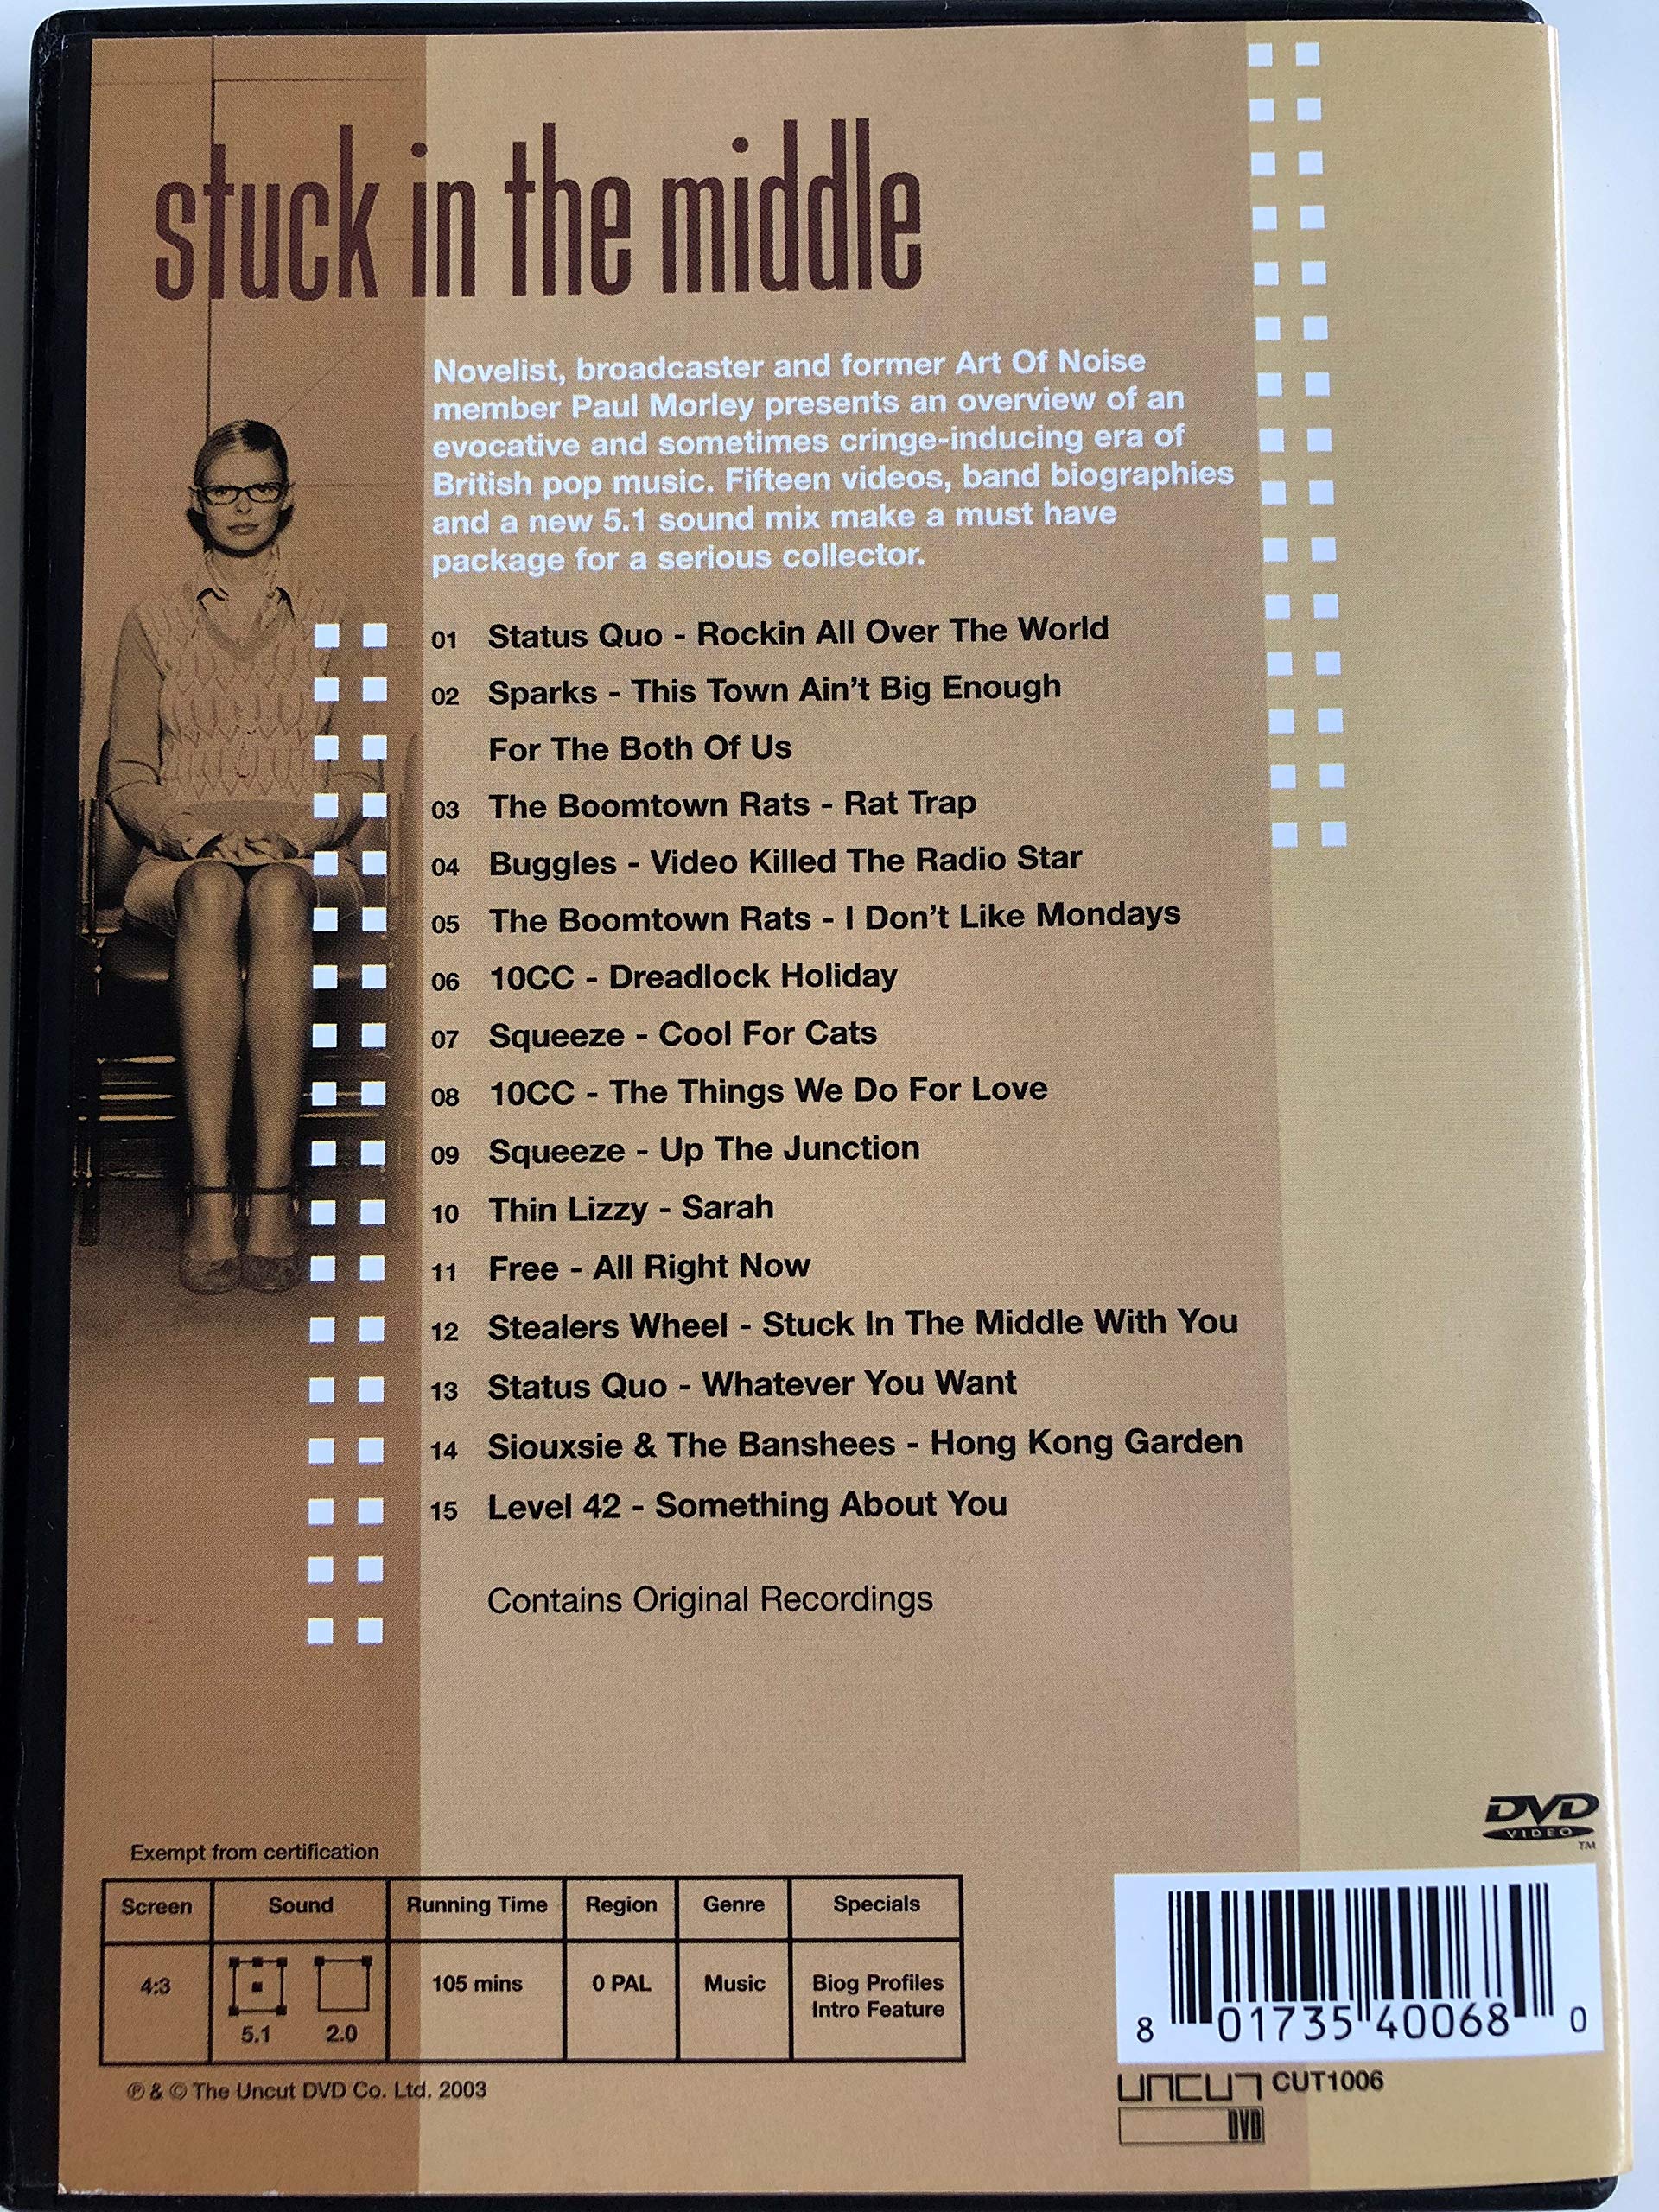 stuck in the middle
Novelist, broadcaster and former Art Of Noise
member Paul Morley presents an overview of an
evocative and sometimes cringe-inducing era of
British pop music. Fifteen videos, band biographies
and a new 5.1 sound mix make a must have
package for a serious collector.
01 Status Quo - Rockin All Over The World
02 Sparks - This Town Ain't Big Enough
For The Both Of Us
03 The Boomtown Rats - Rat Trap
04 Buggles - Video Killed The Radio Star
05 The Boomtown Rats - I Don't Like Mondays
06 10CC - Dreadlock Holiday
07 Squeeze - Cool For Cats
08 10CC - The Things We Do For Love
09 Squeeze - Up The Junction
10 Thin Lizzy - Sarah
11 Free - All Right Now
12 Stealers Wheel - Stuck In The Middle With You
13 Status Quo - Whatever You Want
14 Siouxsie & The Banshees - Hong Kong Garden
15 Level 42 - Something About You
Contains Original Recordings
DVD
VIDEO
TM
Exempt from certification
Screen Sound Running Time Region Genre Specials
4:3 5.1 2.0 105 mins 0 PAL Music Biog Profiles
Intro Feature
℗ & © The Uncut DVD Co. Ltd. 2003
8 01735 40068 0
UNCUT CUT1006
DVD